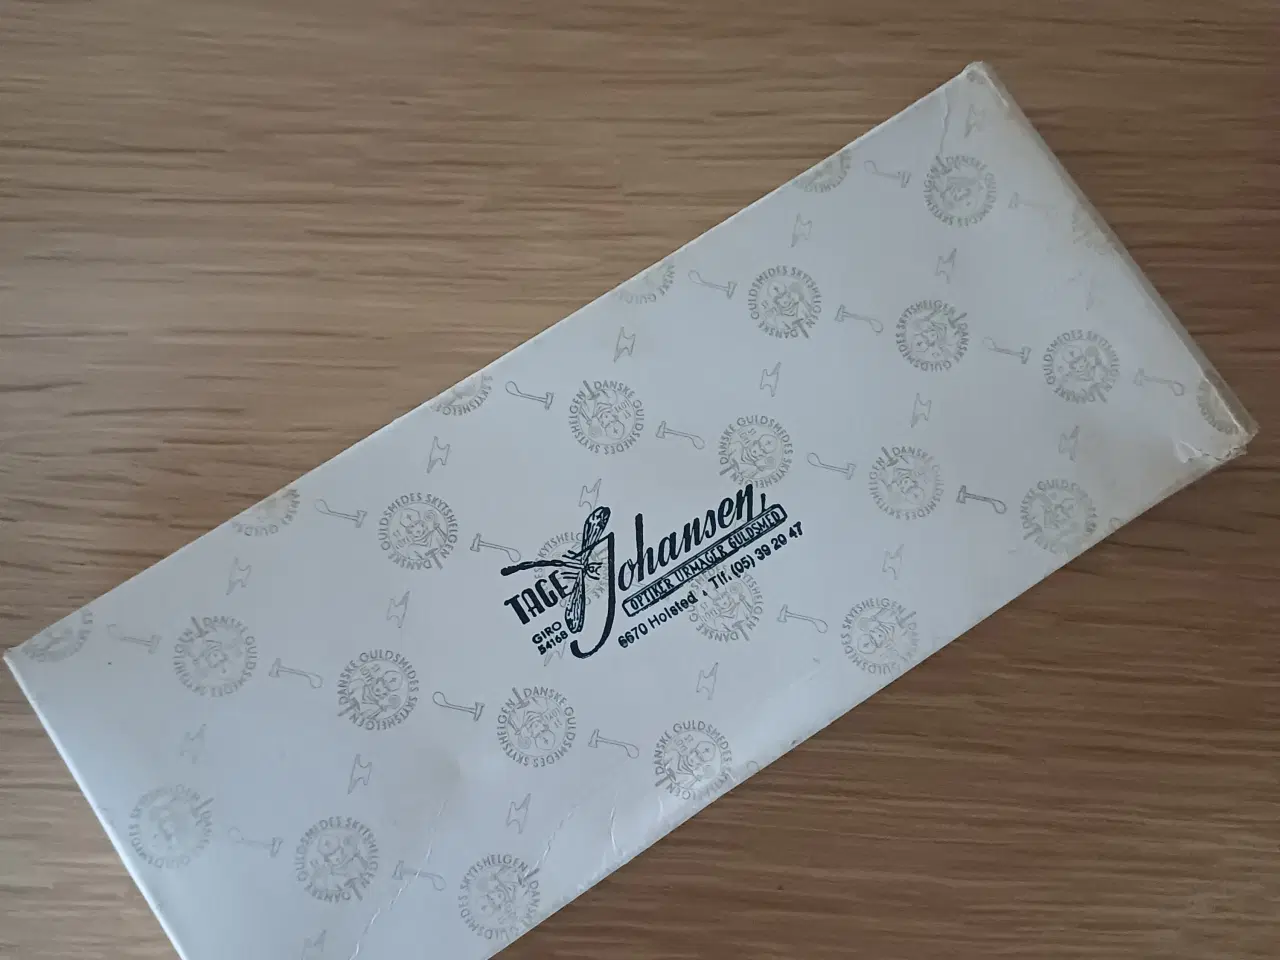 TAGE Johansen,
OPTIKER URMAGER GULDSMED
GIRO
54168
6670 Holsted . Tlf. (05) 39 20 47
DANSKE GULDSMEDES SKYTSHELGEN